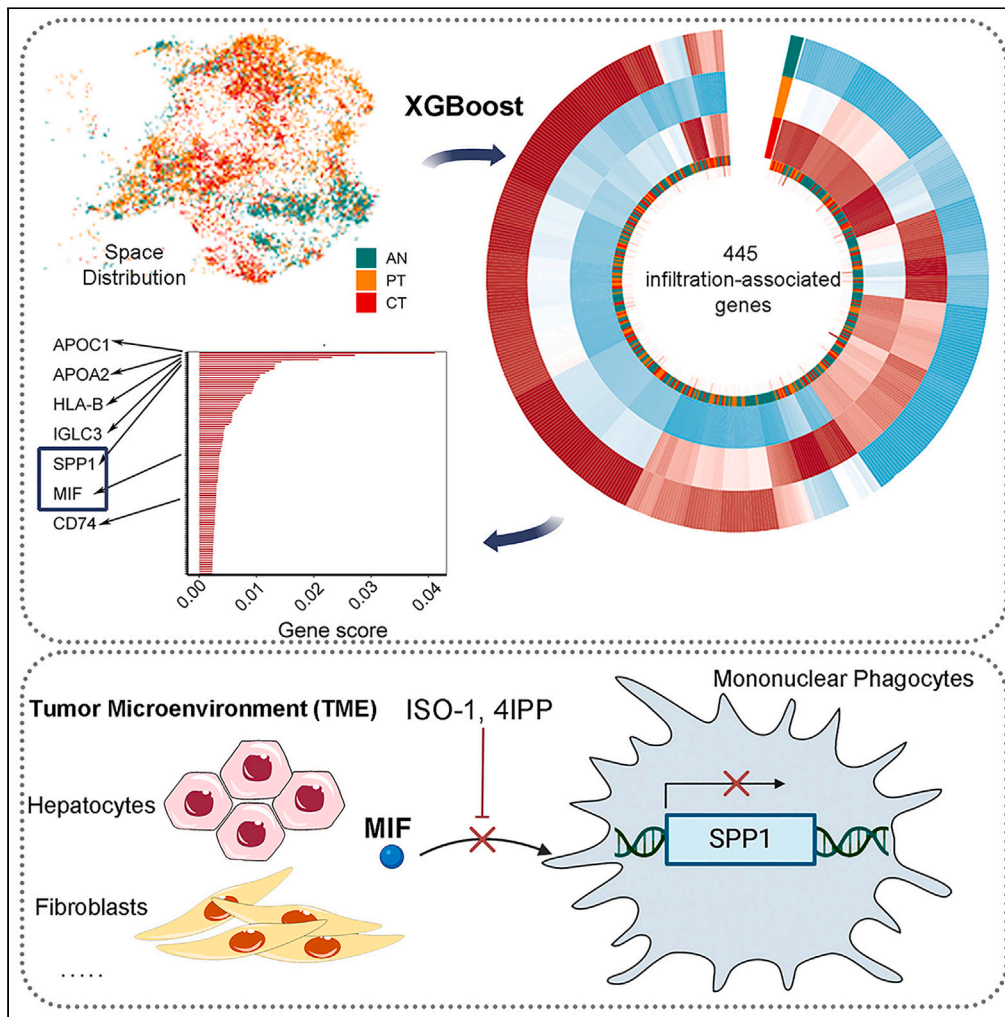 XGBoost
Space
Distribution
AN
PT
CT
445
infiltration-associated
genes
APOC1
APOA2
HLA-B
IGLC3
SPP1
MIF
CD74
0.00
0.01
0.02
0.03
0.04
Gene score
Tumor Microenvironment (TME)
ISO-1, 4IPP
Mononuclear Phagocytes
Hepatocytes
MIF
SPP1
Fibroblasts
.....